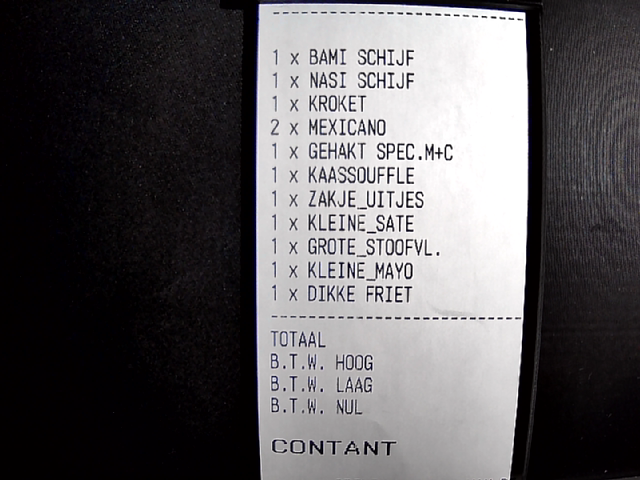 1 x BAMI SCHIJF
1 x NASI SCHIJF
1 x KROKET
2 x MEXICANO
1 x GEHAKT SPEC.M+C
1 x KAASSOUFFLE
1 x ZAKJE_UITJES
1 x KLEINE_SATE
1 x GROTE_STOOFVL.
1 x KLEINE_MAYO
1 x DIKKE FRIET
TOTAAL
B.T.W. HOOG
B.T.W. LAAG
B.T.W. NUL
CONTANT